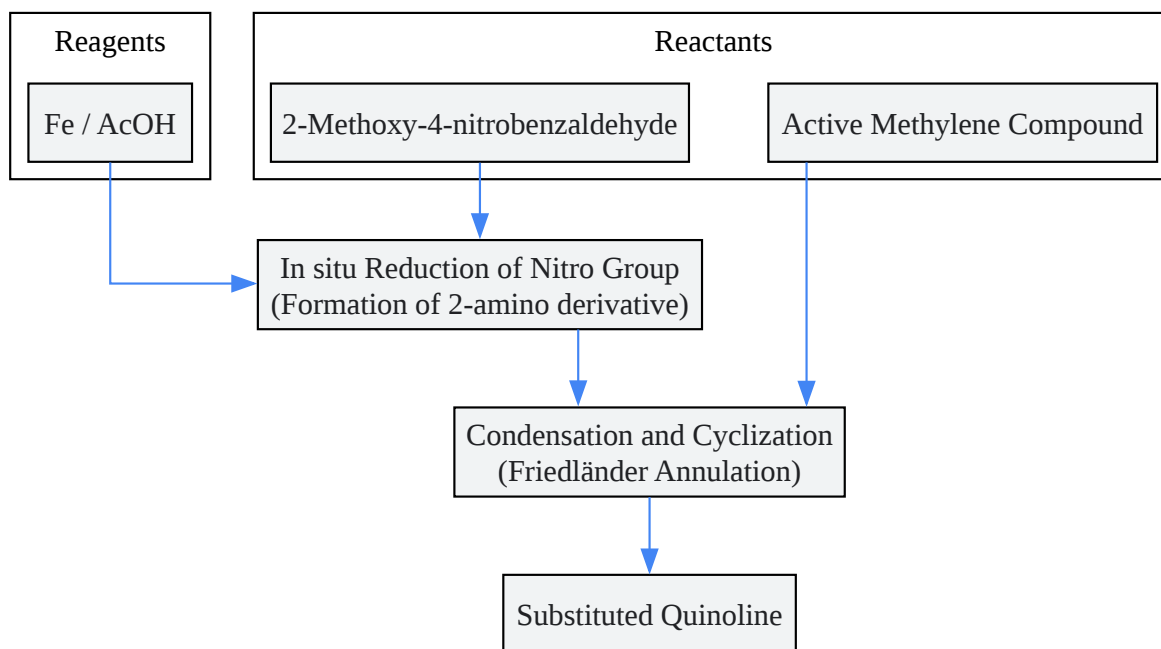 Reagents
Reactants
Fe / AcOH
2-Methoxy-4-nitrobenzaldehyde
Active Methylene Compound
In situ Reduction of Nitro Group
(Formation of 2-amino derivative)
Condensation and Cyclization
(Friedländer Annulation)
Substituted Quinoline